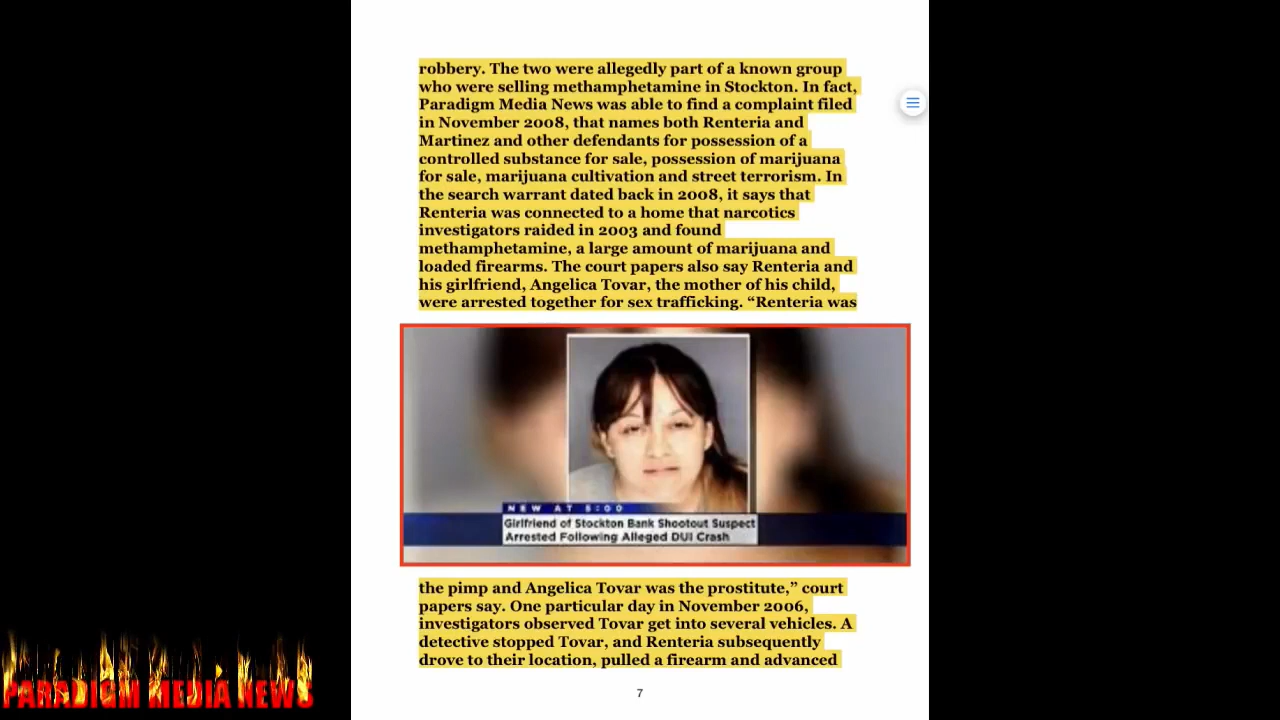 robbery. The two were allegedly part of a known group
who were selling methamphetamine in Stockton. In fact,
Paradigm Media News was able to find a complaint filed
in November 2008, that names both Renteria and
Martinez and other defendants for possession of a
controlled substance for sale, possession of marijuana
for sale, marijuana cultivation and street terrorism. In
the search warrant dated back in 2008, it says that
Renteria was connected to a home that narcotics
investigators raided in 2003 and found
methamphetamine, a large amount of marijuana and
loaded firearms. The court papers also say Renteria and
his girlfriend, Angelica Tovar, the mother of his child,
were arrested together for sex trafficking. “Renteria was
NEW AT 5:00
Girlfriend of Stockton Bank Shootout Suspect
Arrested Following Alleged DUI Crash
the pimp and Angelica Tovar was the prostitute,” court
papers say. One particular day in November 2006,
investigators observed Tovar get into several vehicles. A
detective stopped Tovar, and Renteria subsequently
drove to their location, pulled a firearm and advanced
7
PARADIGM MEDIA NEWS